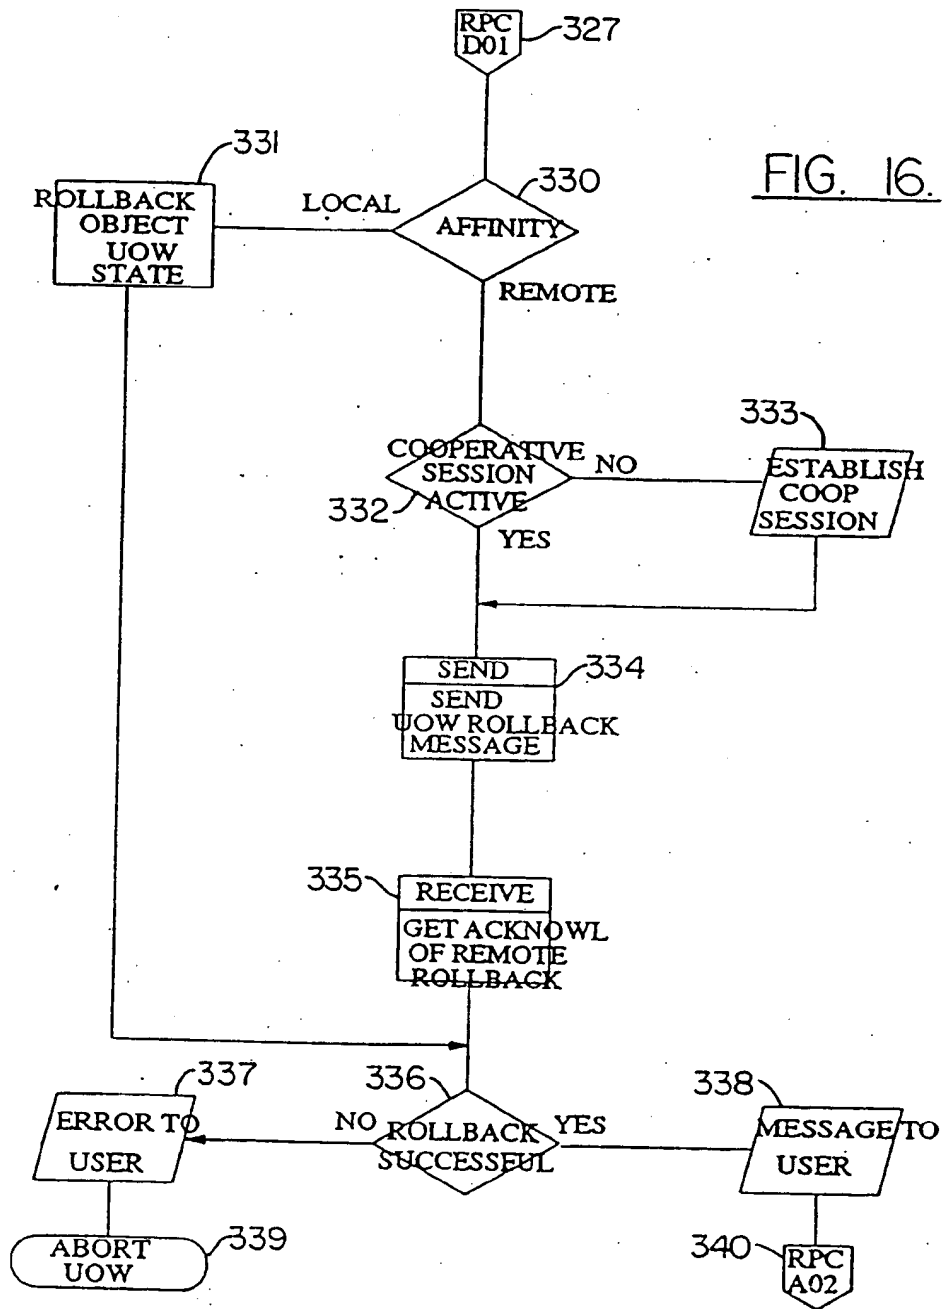 RPC
D01
327
FIG. 16.
331
ROLLBACK
OBJECT
UOW
STATE
LOCAL
330
AFFINITY
REMOTE
COOPERATIVE
SESSION
ACTIVE
332
NO
YES
333
ESTABLISH
COOP
SESSION
SEND
334
SEND
UOW ROLLBACK
MESSAGE
335
RECEIVE
GET ACKNOWL
OF REMOTE
ROLLBACK
336
ROLLBACK
SUCCESSFUL
NO
YES
337
ERROR TO
USER
338
MESSAGE TO
USER
ABORT
UOW
339
340
RPC
A02